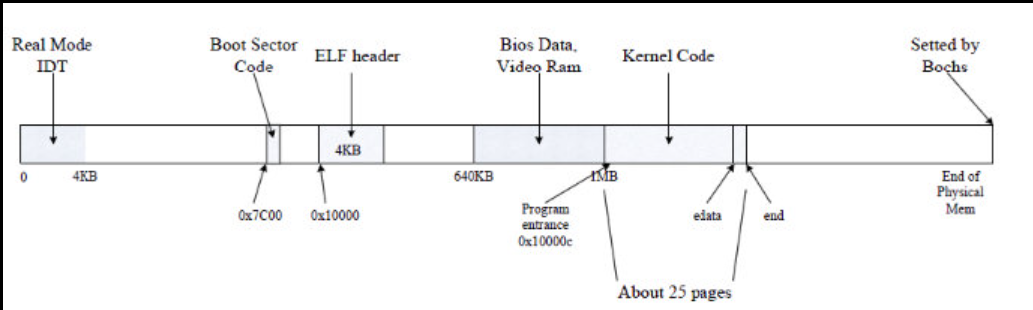 Real Mode
IDT
Boot Sector
Code
ELF header
Bios Data,
Video Ram
Kernel Code
Setted by
Bochs
4KB
0
4KB
0x7C00
0x10000
640KB
1MB
Program
entrance
0x10000c
edata
end
End of
Physical
Mem
About 25 pages